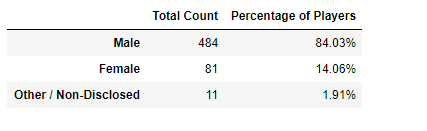 Total Count Percentage of Players
Male 484 84.03%
Female 81 14.06%
Other / Non-Disclosed 11 1.91%